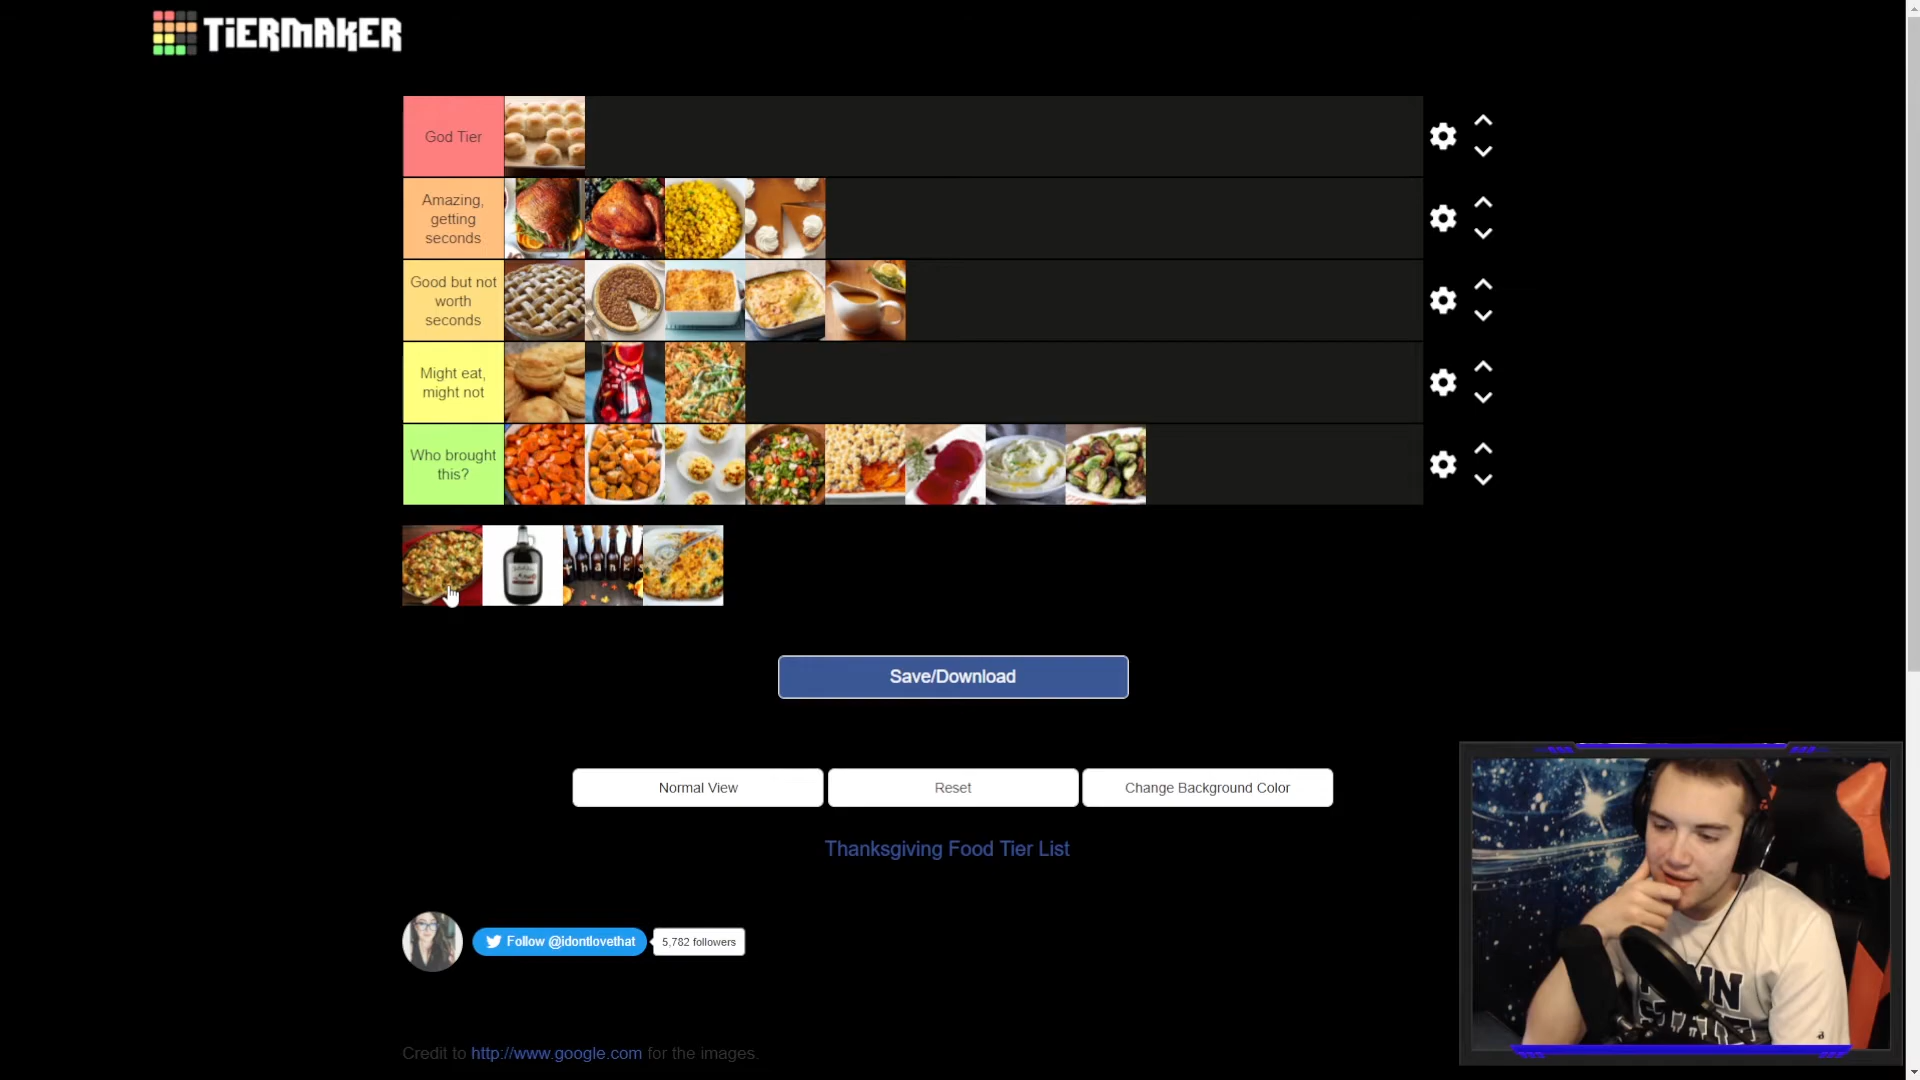 TiERMAKER
God Tier
Amazing,
getting
seconds
Good but not
worth
seconds
Might eat,
might not
Who brought
this?
Save/Download
Normal View
Reset
Change Background Color
Thanksgiving Food Tier List
Follow @idontlovethat
5,782 followers
Credit to http://www.google.com for the images.
STATE